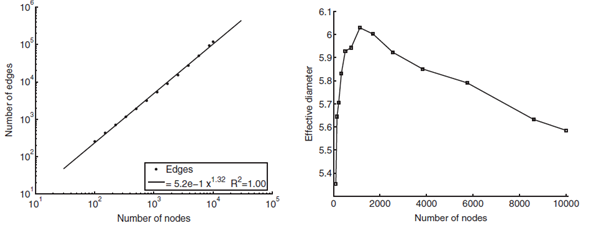 10^6
10^5
10^4
10^3
10^2
10^1
Number of edges
• Edges
= 5.2e−1 x^1.32 R^2=1.00
10^1 10^2 10^3 10^4 10^5
Number of nodes
6.1
6
5.9
5.8
5.7
5.6
5.5
5.4
Effective diameter
0 2000 4000 6000 8000 10000
Number of nodes